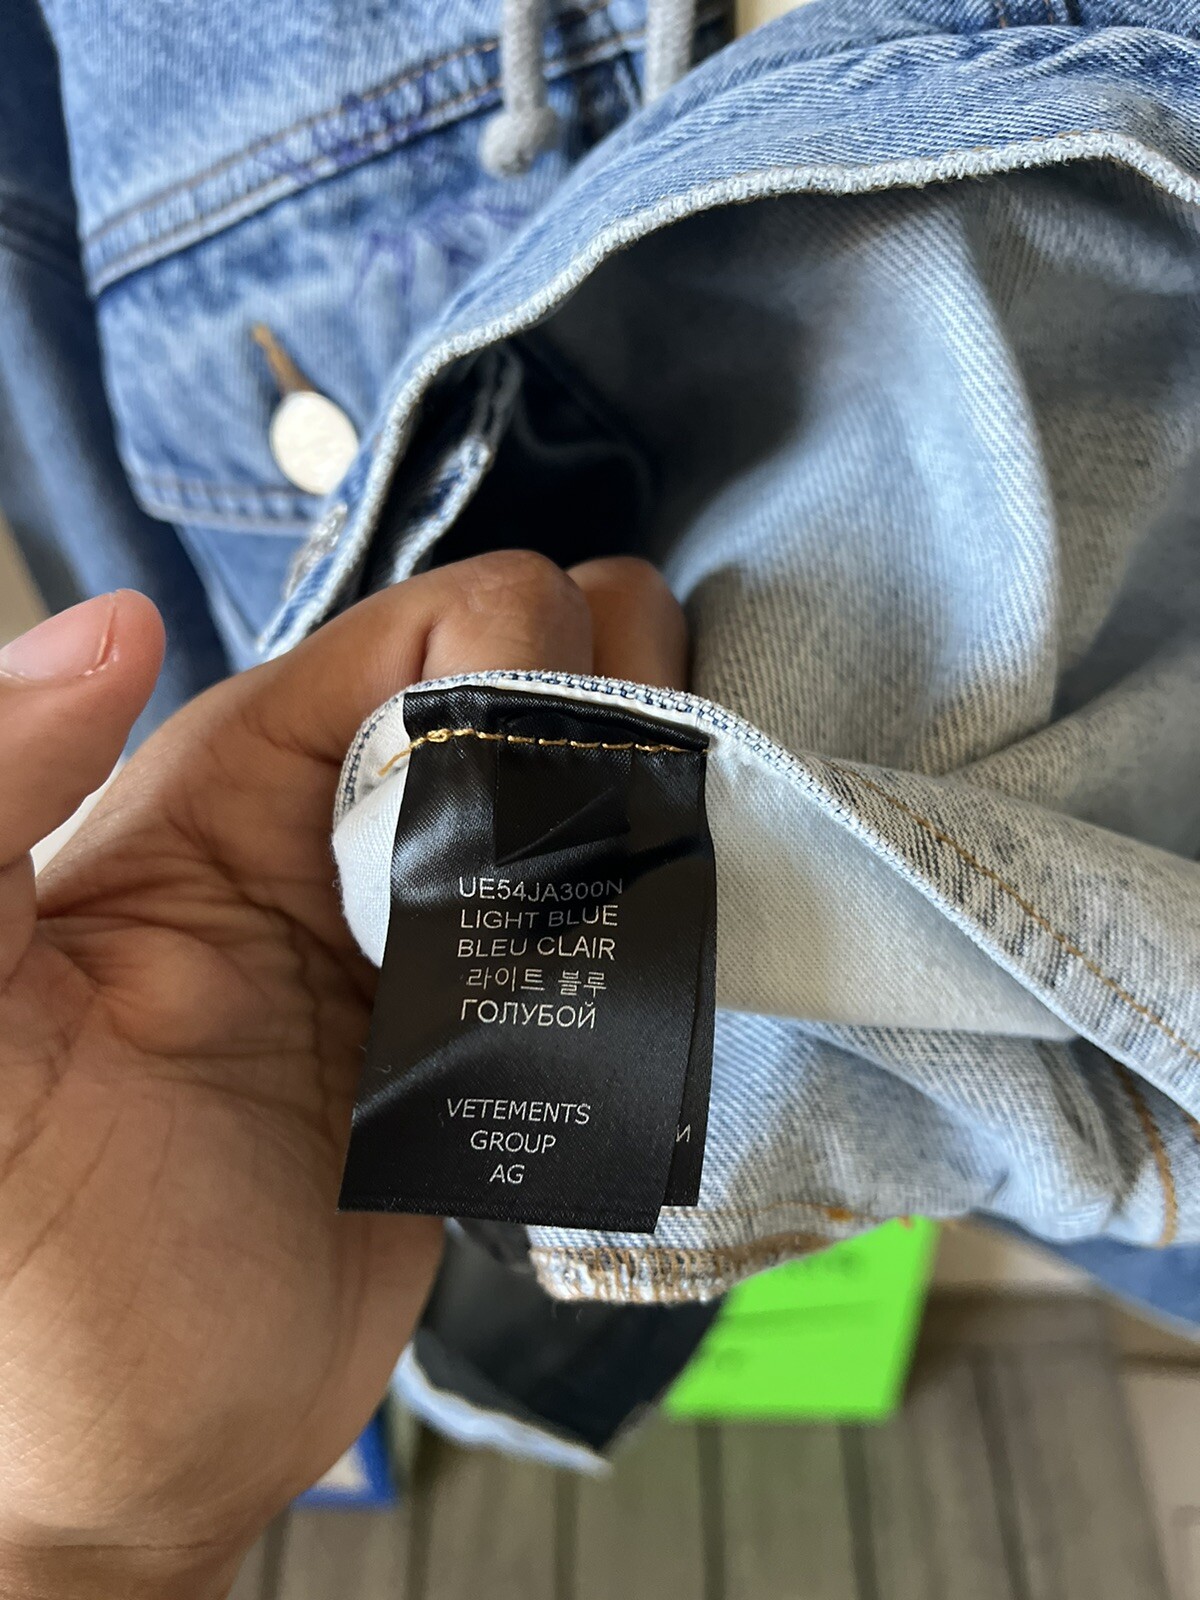 UE54JA300N
LIGHT BLUE
BLEU CLAIR
라이트 블루
ГОЛУБОЙ
VETEMENTS
GROUP
AG
И